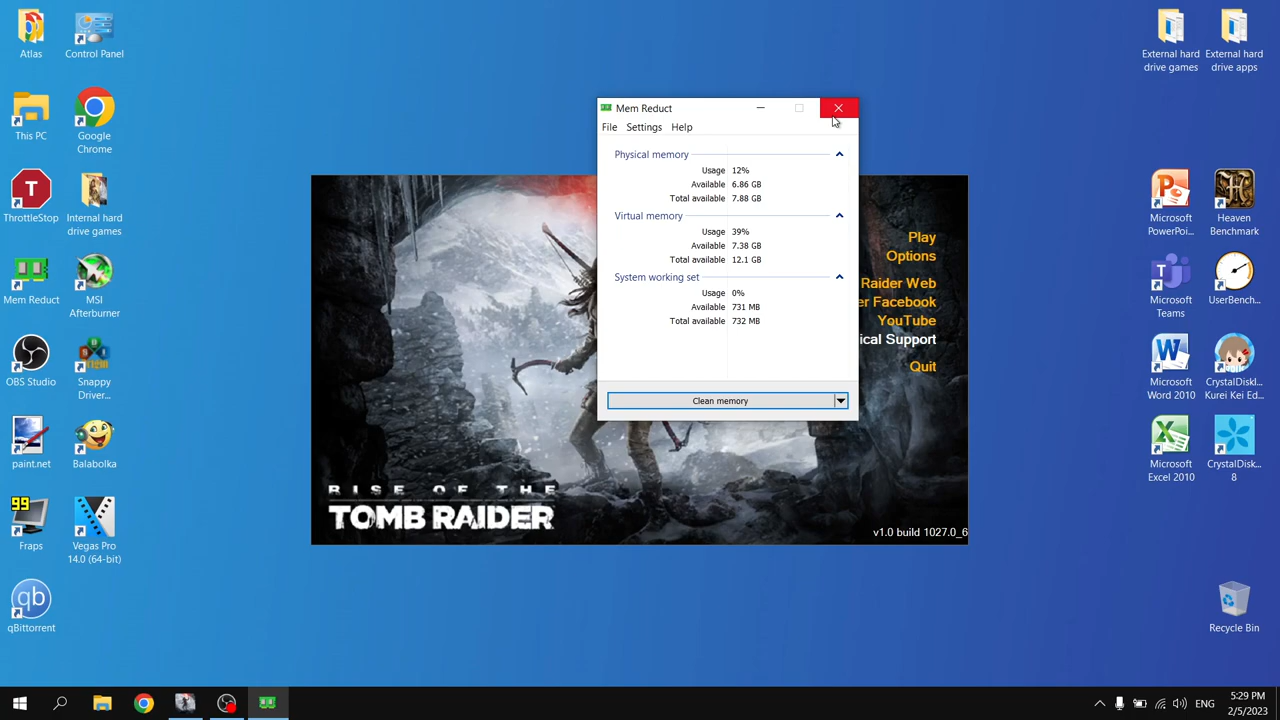 Atlas
Control Panel
External hard
drive games
External hard
drive apps
This PC
Google
Chrome
T
ThrottleStop
Internal hard
drive games
Mem Reduct
MSI
Afterburner
OBS Studio
Snappy
Driver...
paint.net
Balabolka
99
Fraps
Vegas Pro
14.0 (64-bit)
qb
qBittorrent
Mem Reduct
File Settings Help
Physical memory
Usage 12%
Available 6.86 GB
Total available 7.88 GB
Virtual memory
Usage 39%
Available 7.38 GB
Total available 12.1 GB
System working set
Usage 0%
Available 731 MB
Total available 732 MB
Clean memory
Play
Options
Raider Web
er Facebook
YouTube
ical Support
Quit
RISE OF THE
TOMB RAIDER
v1.0 build 1027.0_6
Microsoft
PowerPoi...
Heaven
Benchmark
Microsoft
Teams
UserBenc...
Microsoft
Word 2010
CrystalDiskI...
Kurei Kei Ed...
Microsoft
Excel 2010
CrystalDisk...
8
Recycle Bin
ENG
5:29 PM
2/5/2023